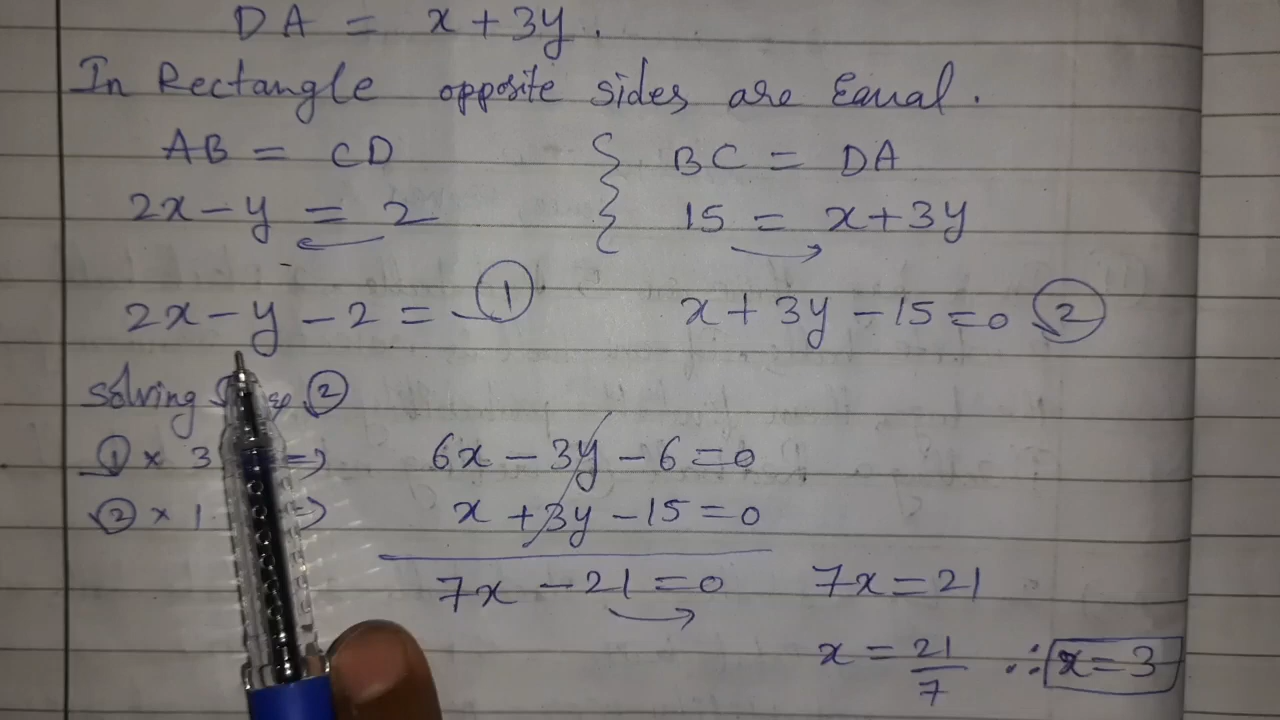 DA = x + 3y.
In Rectangle opposite sides are Equal.
AB = CD } BC = DA
2x - y = 2 } 15 = x + 3y
2x - y - 2 = ① x + 3y - 15 = 0 ②
Solving ②
① × 3 ⇒ 6x - 3y - 6 = 0
② × 1 ⇒ x + 3y - 15 = 0
7x - 21 = 0 7x = 21
x = 21/7 ∴ x = 3